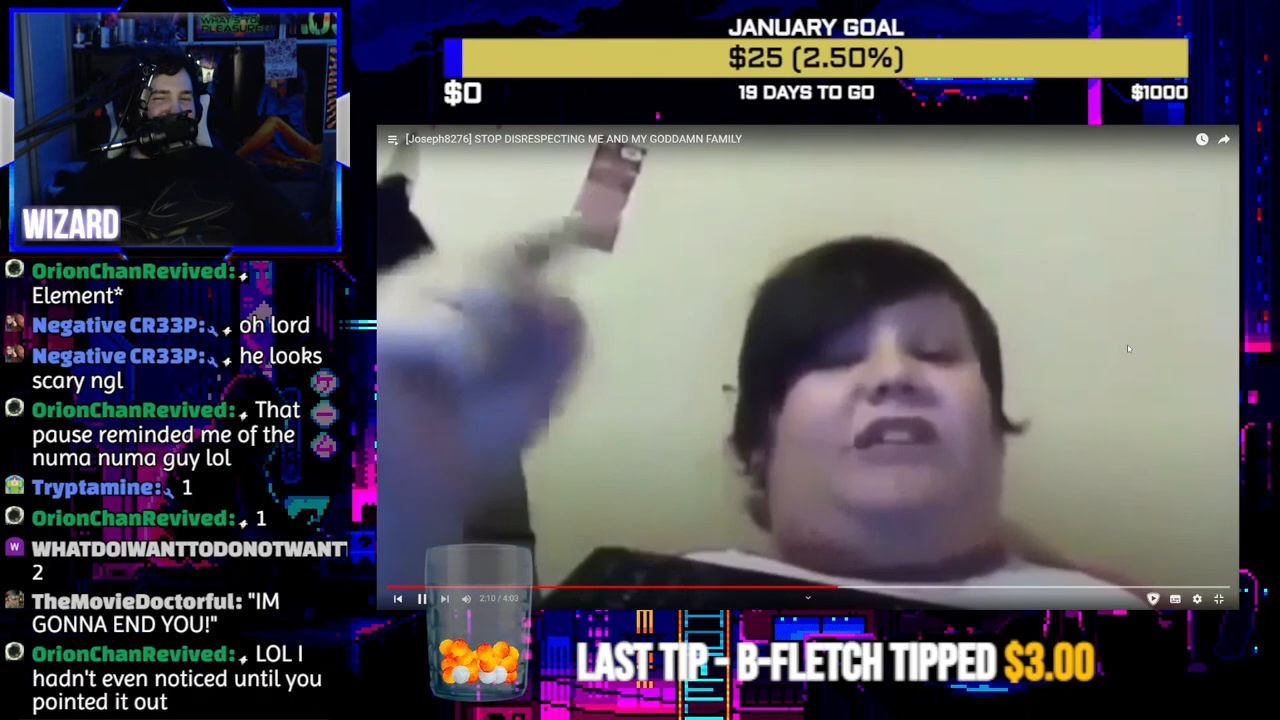 WHAT'S YO
PLEASURE?
WIZARD
JANUARY GOAL
$25 (2.50%)
$0
19 DAYS TO GO
$1000
[Joseph8276] STOP DISRESPECTING ME AND MY GODDAMN FAMILY
OrionChanRevived:
Element*
Negative CR33P: oh lord
Negative CR33P: he looks
scary ngl
OrionChanRevived: That
pause reminded me of the
numa numa guy lol
Tryptamine: 1
OrionChanRevived: 1
W
WHATDOIWANTTODONOTWANT
2
TheMovieDoctorful: "IM
GONNA END YOU!"
OrionChanRevived: LOL I
hadn't even noticed until you
pointed it out
2:10 / 4:03
LAST TIP - B-FLETCH TIPPED $3.00